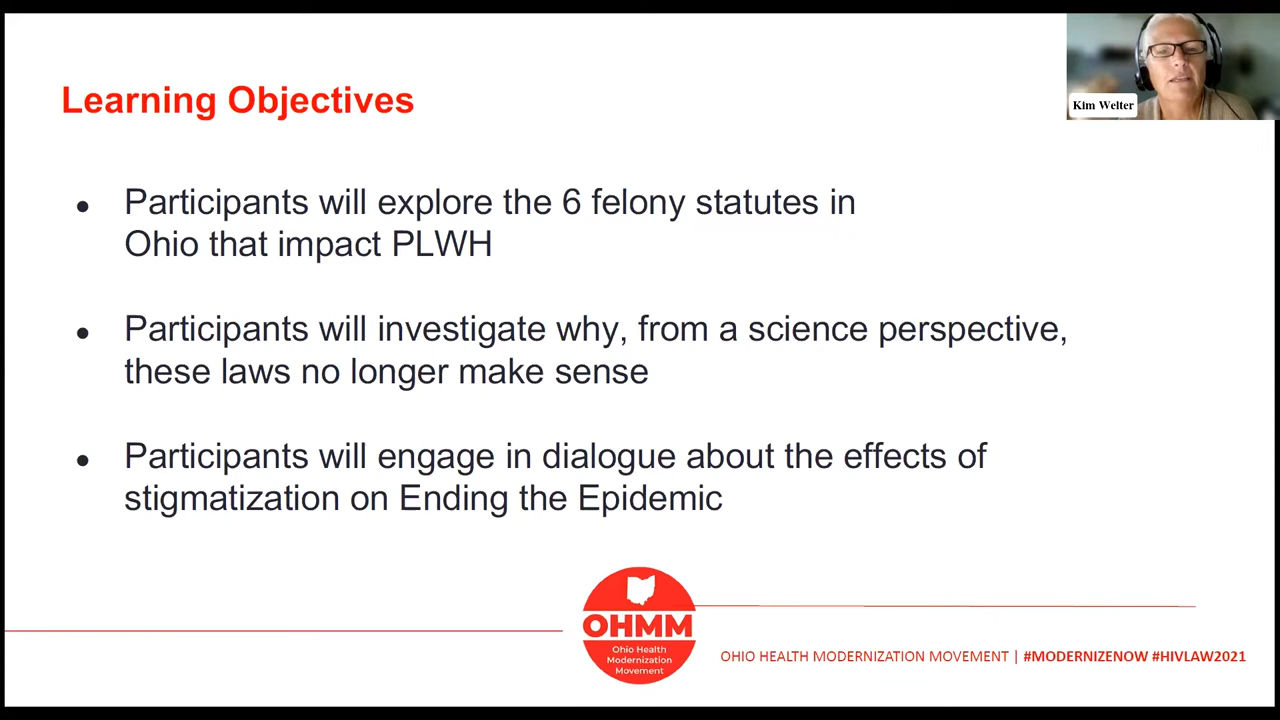 Learning Objectives
Kim Welter
● Participants will explore the 6 felony statutes in
Ohio that impact PLWH
● Participants will investigate why, from a science perspective,
these laws no longer make sense
● Participants will engage in dialogue about the effects of
stigmatization on Ending the Epidemic
OHMM
Ohio Health
Modernization
Movement
OHIO HEALTH MODERNIZATION MOVEMENT | #MODERNIZENOW #HIVLAW2021